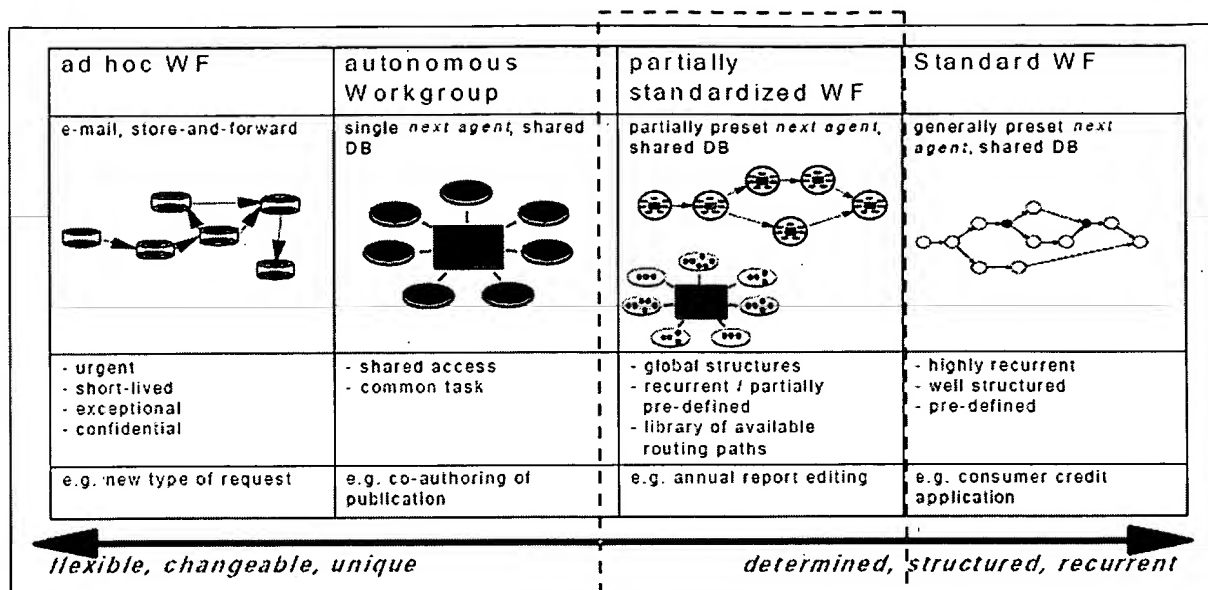 ad hoc WF
autonomous
Workgroup
partially
standardized WF
Standard WF
e-mail, store-and-forward
single next agent, shared
DB
partially preset next agent,
shared DB
generally preset next
agent, shared DB
- urgent
- short-lived
- exceptional
- confidential
- shared access
- common task
- global structures
- recurrent / partially
pre-defined
- library of available
routing paths
- highly recurrent
- well structured
- pre-defined
e.g. new type of request
e.g. co-authoring of
publication
e.g. annual report editing
e.g. consumer credit
application
flexible, changeable, unique
determined, structured, recurrent